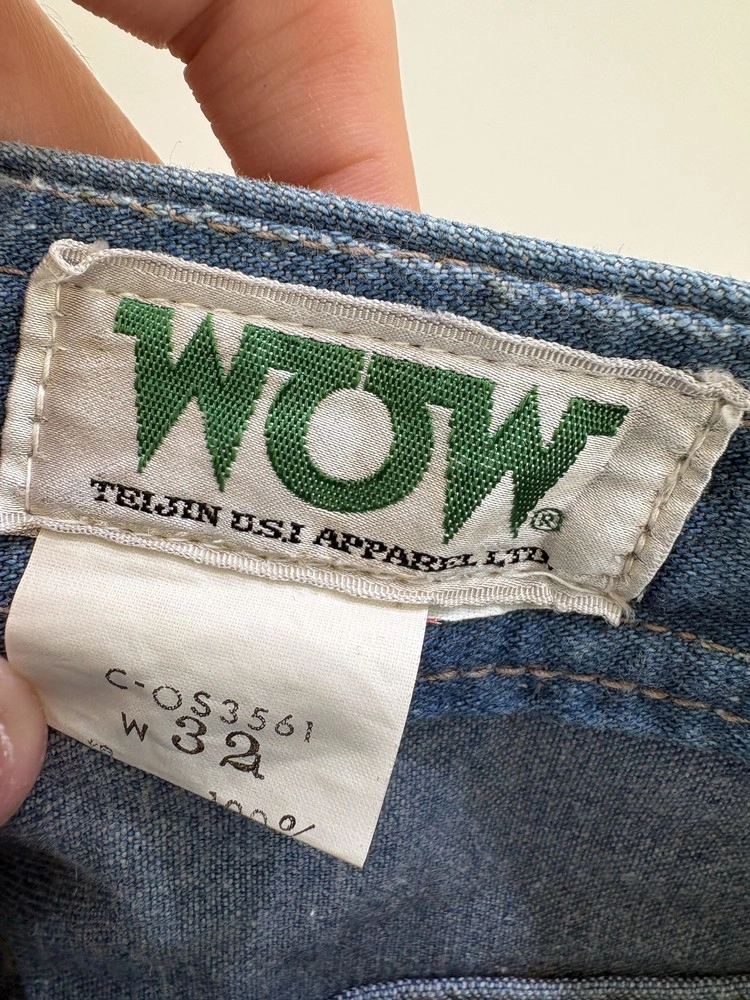 WOW®
TEIJIN U.S.I APPAREL LTD.
C-OS3561
W 32
100%